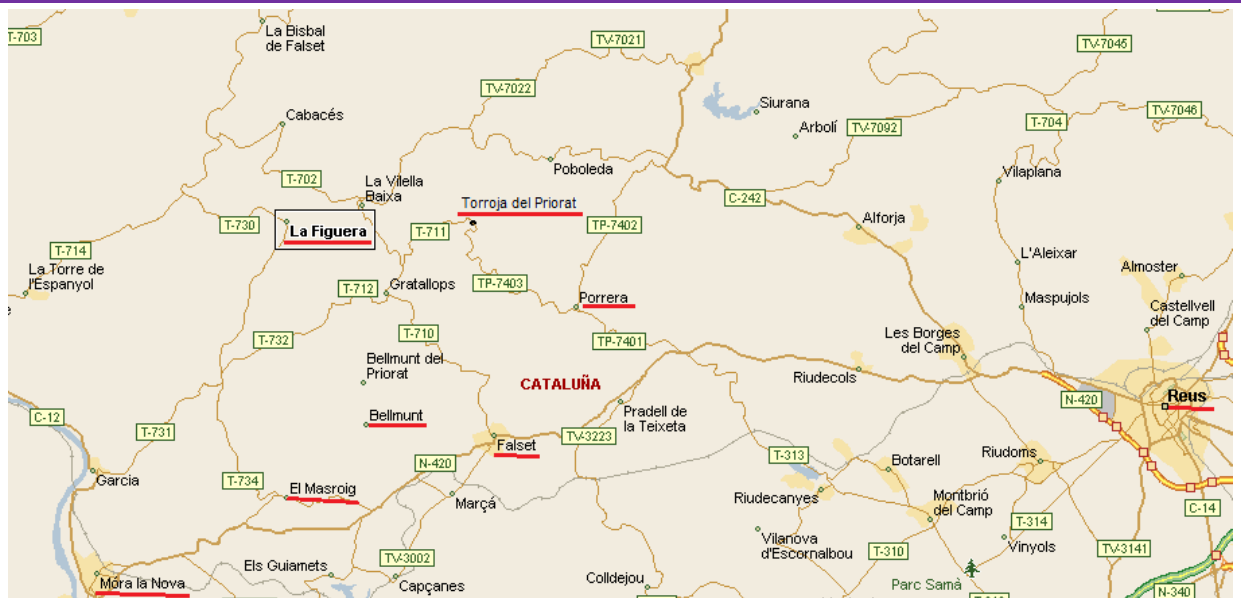 T-703
La Bisbal
de Falset
TV-7021
TV-7045
TV-7022
Siurana
TV-7046
Cabacés
Arbolí
TV-7092
T-704
Poboleda
Vilaplana
T-702
La Vilella
Baixa
C-242
Torroja del Priorat
T-730
La Figuera
T-711
TP-7402
Alforja
T-714
L'Aleixar
La Torre de
l'Espanyol
T-712
Gratallops
TP-7403
Almoster
Porrera
Maspujols
Castellvell
del Camp
T-732
T-710
TP-7401
Les Borges
del Camp
Bellmunt del
Priorat
CATALUÑA
Riudecols
N-420
Reus
C-12
Bellmunt
Pradell de
la Teixeta
T-731
Falset
TV-3223
N-420
T-313
Botarell
Riudoms
Garcia
T-734
El Masroig
Marçá
Riudecanyes
Montbrió
del Camp
C-14
T-314
Vilanova
d'Escornalbou
T-310
Vinyols
TV-3141
TV-3002
Els Guiamets
Móra la Nova
Capçanes
Colldejou
Parc Samà
N-340